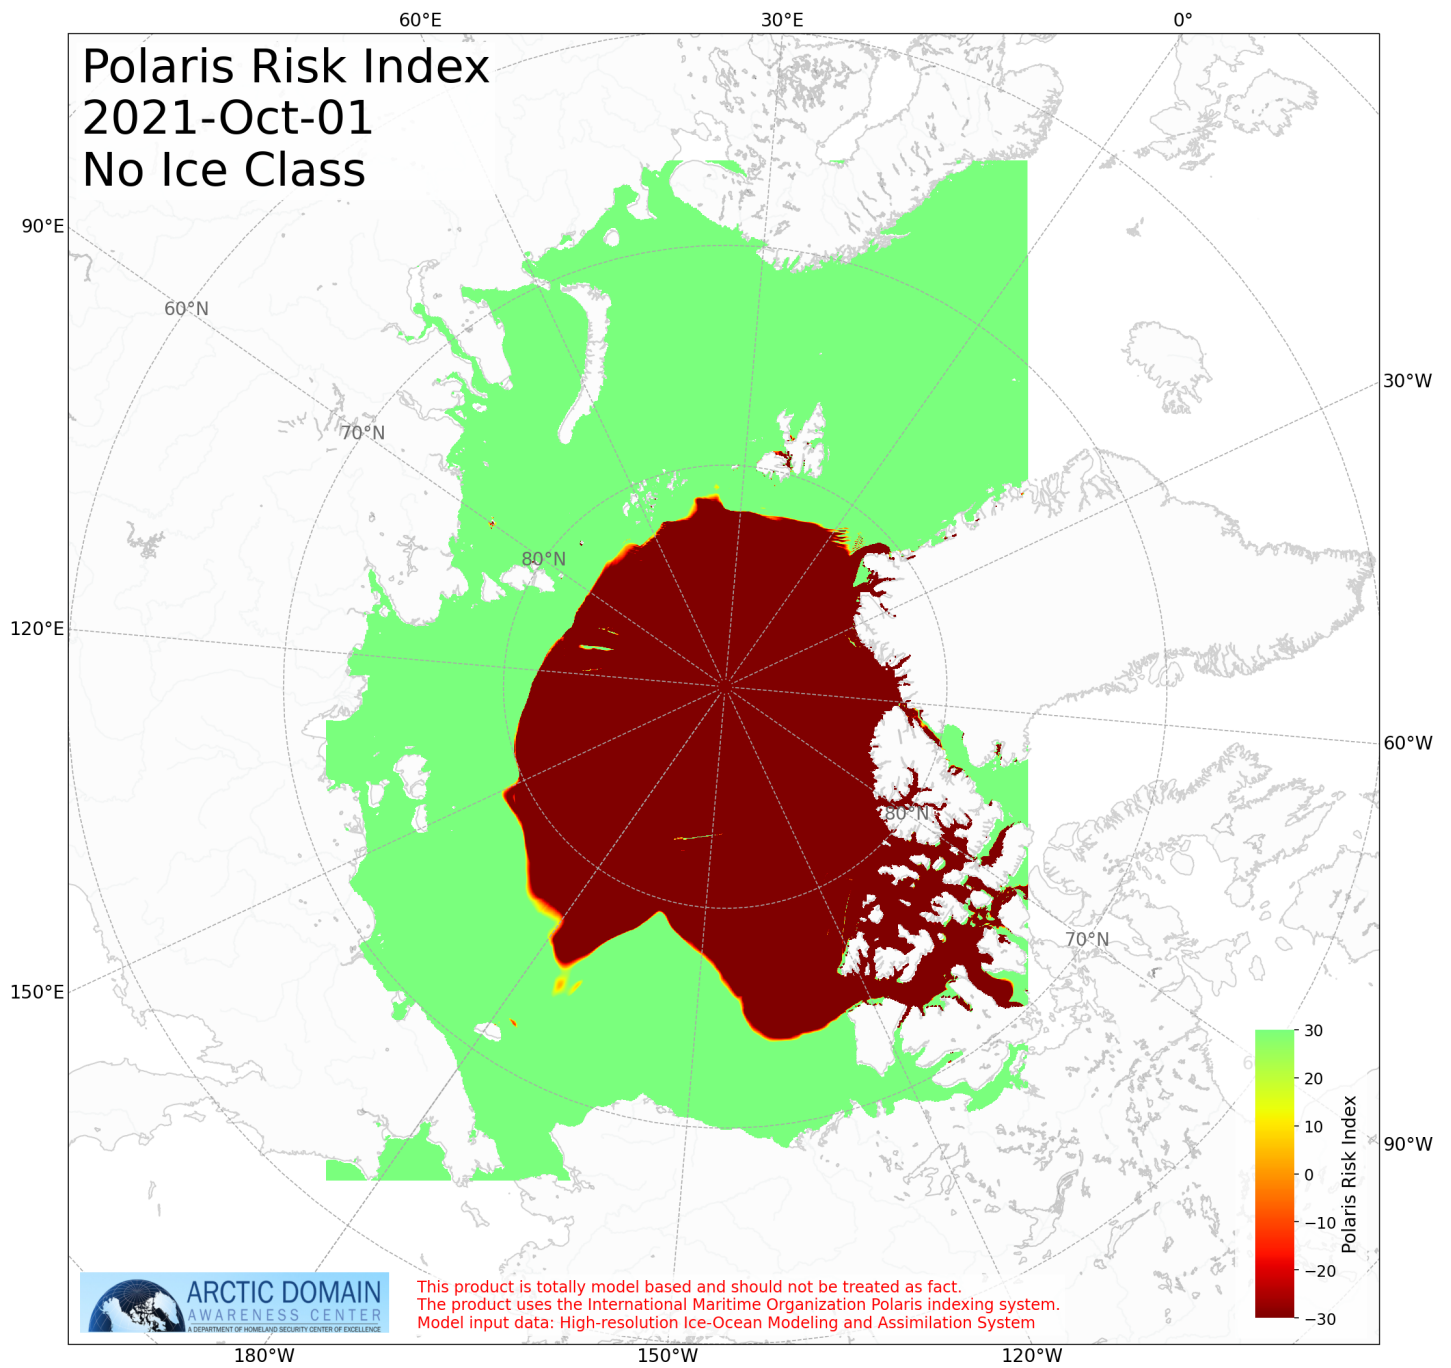 60°E 30°E 0°
Polaris Risk Index
2021-Oct-01
No Ice Class
90°E
60°N
30°W
70°N
80°N
120°E
60°W
80°N
70°N
150°E
30
20
10
0
−10
−20
−30
Polaris Risk Index
90°W
ARCTIC DOMAIN
AWARENESS CENTER
A DEPARTMENT OF HOMELAND SECURITY CENTER OF EXCELLENCE
This product is totally model based and should not be treated as fact.
The product uses the International Maritime Organization Polaris indexing system.
Model input data: High-resolution Ice-Ocean Modeling and Assimilation System
180°W 150°W 120°W